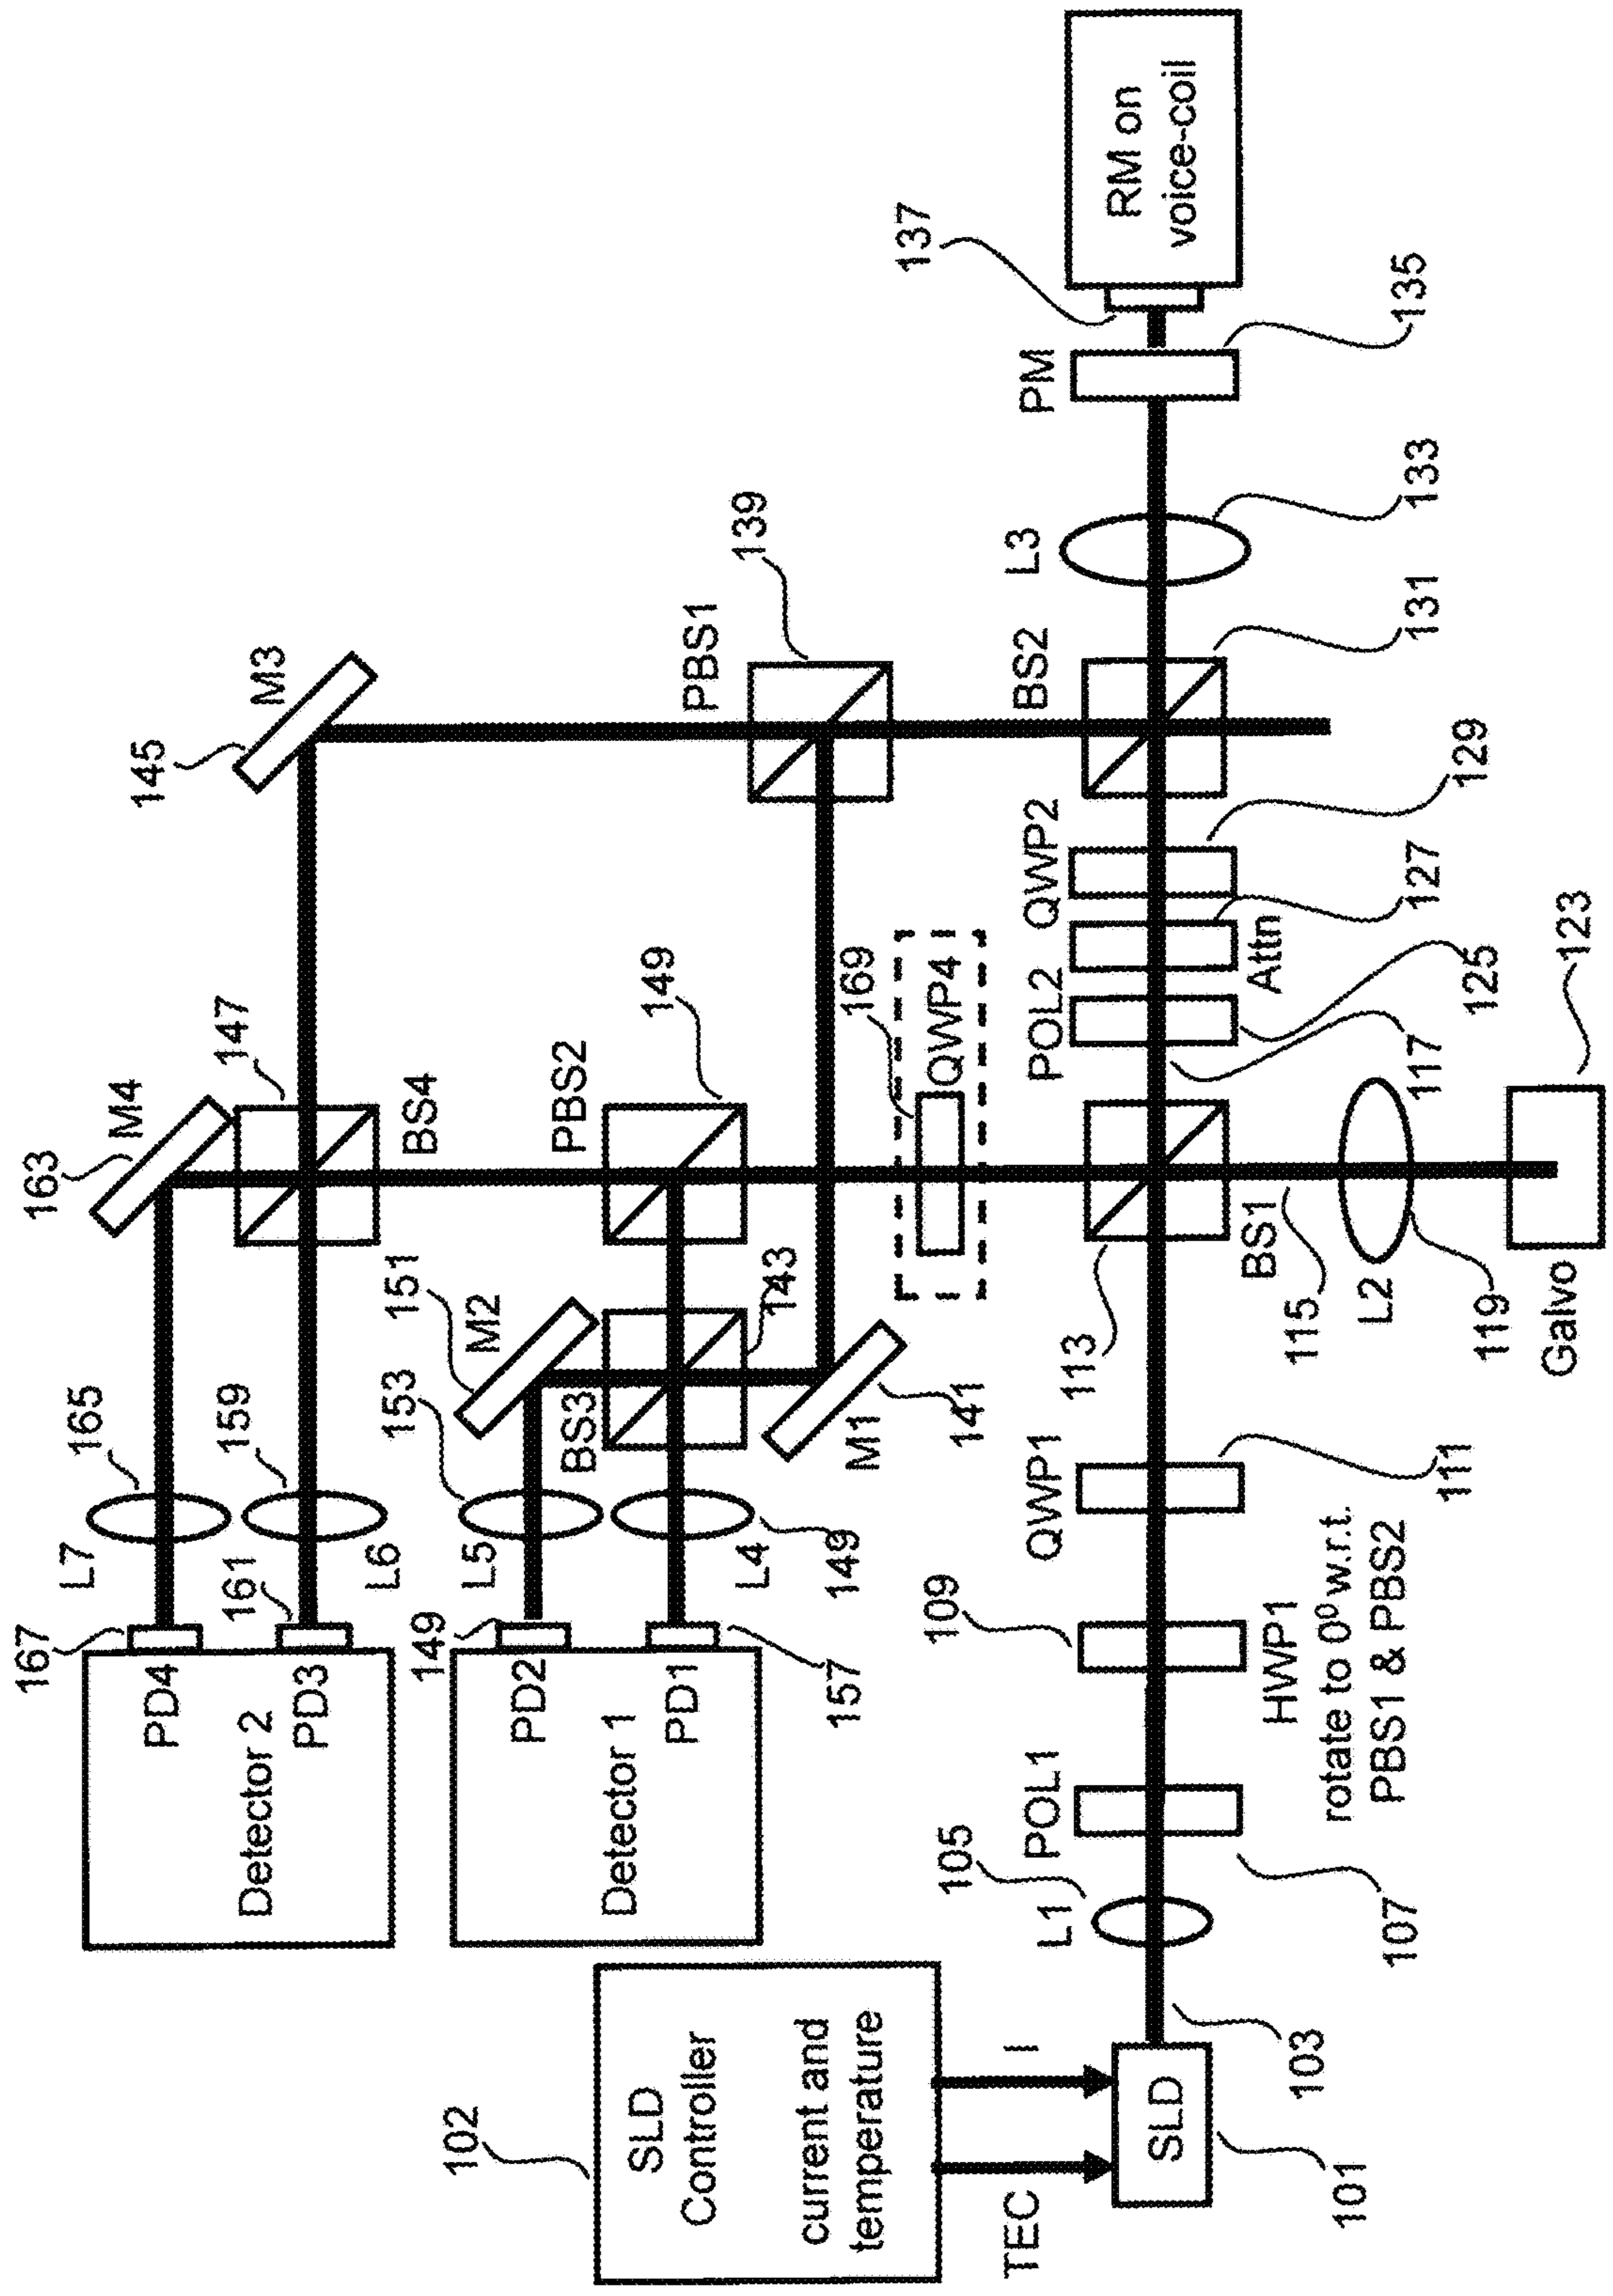 102
SLD
Controller
current and
temperature
TEC
I
SLD
101
103
L1
105
POL1
107
HWP1
rotate to 0⁰ w.r.t.
PBS1 & PBS2
109
QWP1
111
113
BS1
115
L2
119
Galvo
123
117
POL2
125
Attn
127
QWP2
129
BS2
131
L3
133
PM
135
137
RM on
voice-coil
PBS1
139
M3
145
147
BS4
M4
163
PBS2
149
169
QWP4
151
M2
BS3
143
M1
141
153
L5
L4
149
165
L7
159
L6
167
161
PD4
Detector 2
PD3
149
PD2
Detector 1
PD1
157